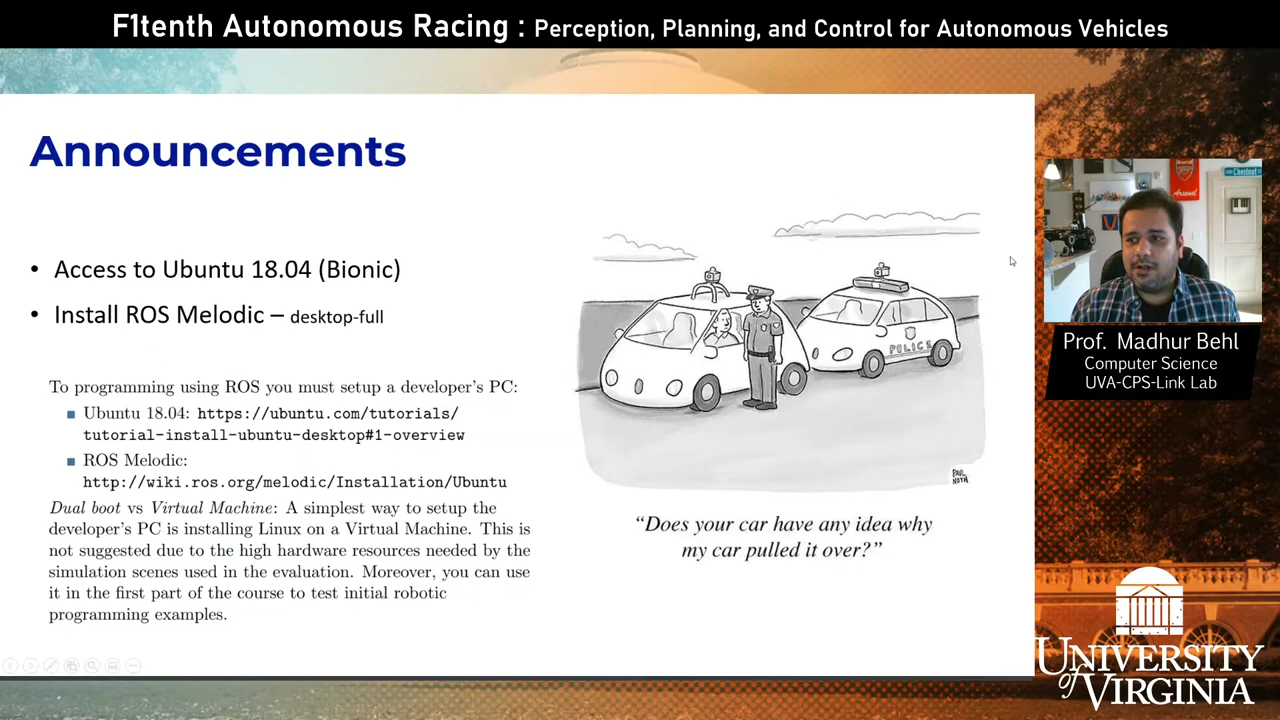 F1tenth Autonomous Racing : Perception, Planning, and Control for Autonomous Vehicles
Announcements
• Access to Ubuntu 18.04 (Bionic)
• Install ROS Melodic – desktop-full
To programming using ROS you must setup a developer's PC:
Ubuntu 18.04: https://ubuntu.com/tutorials/
tutorial-install-ubuntu-desktop#1-overview
ROS Melodic:
http://wiki.ros.org/melodic/Installation/Ubuntu
Dual boot vs Virtual Machine: A simplest way to setup the
developer's PC is installing Linux on a Virtual Machine. This is
not suggested due to the high hardware resources needed by the
simulation scenes used in the evaluation. Moreover, you can use
it in the first part of the course to test initial robotic
programming examples.
POLICE
PAUL
NOTH
"Does your car have any idea why
my car pulled it over?"
Chestnut
Arsenal
Prof. Madhur Behl
Computer Science
UVA-CPS-Link Lab
UNIVERSITY
of VIRGINIA